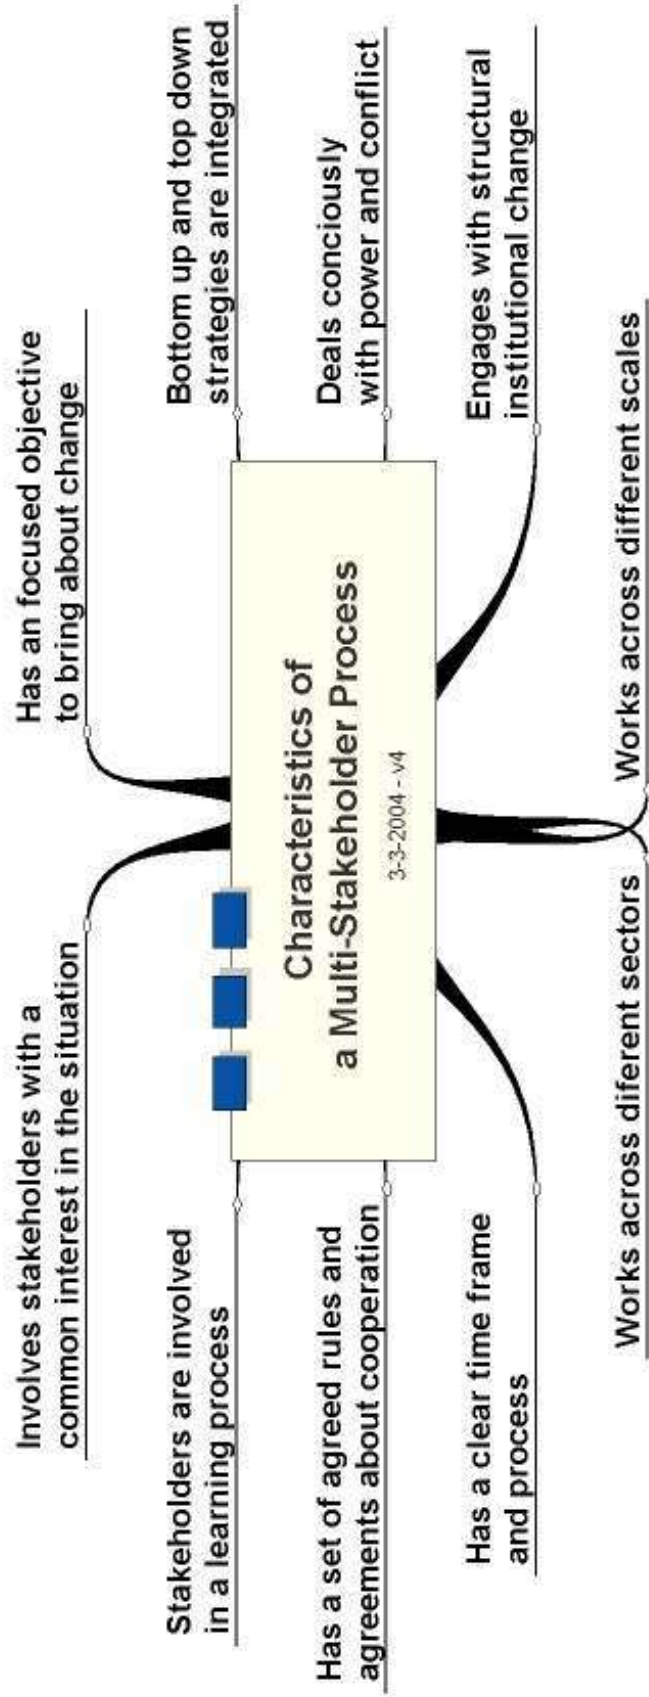 Characteristics of
a Multi-Stakeholder Process
3-3-2004 - v4
Has an focused objective
to bring about change
Bottom up and top down
strategies are integrated
Deals conciously
with power and conflict
Engages with structural
institutional change
Works across different scales
Involves stakeholders with a
common interest in the situation
Stakeholders are involved
in a learning process
Has a set of agreed rules and
agreements about cooperation
Has a clear time frame
and process
Works across diferent sectors